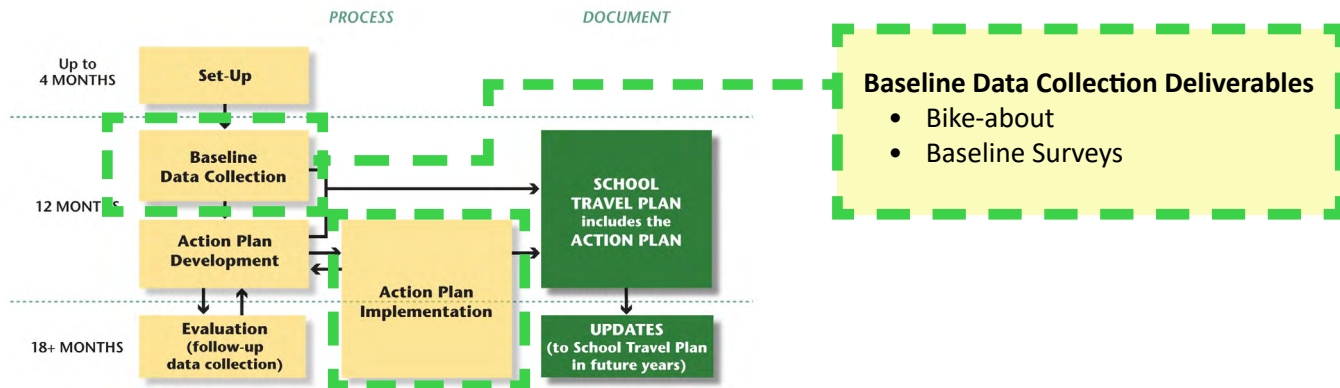 PROCESS
DOCUMENT
Up to
4 MONTHS
Set-Up
Baseline
Data Collection
12 MONTHS
Action Plan
Development
Action Plan
Implementation
SCHOOL
TRAVEL PLAN
includes the
ACTION PLAN
18+ MONTHS
Evaluation
(follow-up
data collection)
UPDATES
(to School Travel Plan
in future years)
Baseline Data Collection Deliverables
• Bike-about
• Baseline Surveys